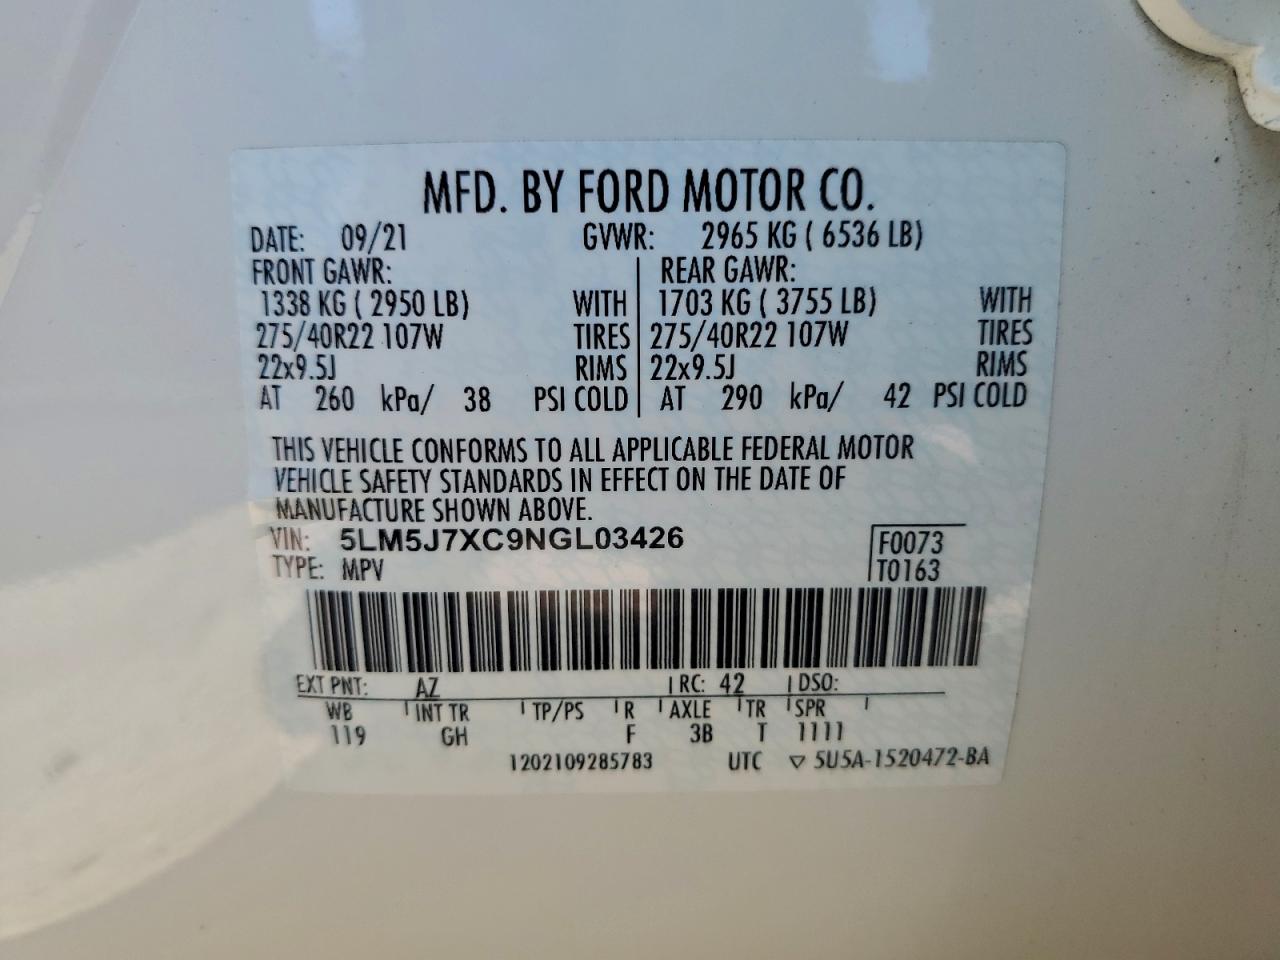 MFD. BY FORD MOTOR CO.
DATE: 09/21 GVWR: 2965 KG ( 6536 LB)
FRONT GAWR: REAR GAWR:
1338 KG ( 2950 LB) WITH 1703 KG ( 3755 LB) WITH
275/40R22 107W TIRES 275/40R22 107W TIRES
22x9.5J RIMS 22x9.5J RIMS
AT 260 kPa/ 38 PSI COLD AT 290 kPa/ 42 PSI COLD
THIS VEHICLE CONFORMS TO ALL APPLICABLE FEDERAL MOTOR
VEHICLE SAFETY STANDARDS IN EFFECT ON THE DATE OF
MANUFACTURE SHOWN ABOVE.
VIN: 5LM5J7XC9NGL03426 F0073
TYPE: MPV T0163
EXT PNT: AZ RC: 42 DSO:
WB INT TR TP/PS R AXLE TR SPR
119 GH F 3B T 1111
1202109285783 UTC ▽ 5U5A-1520472-BA